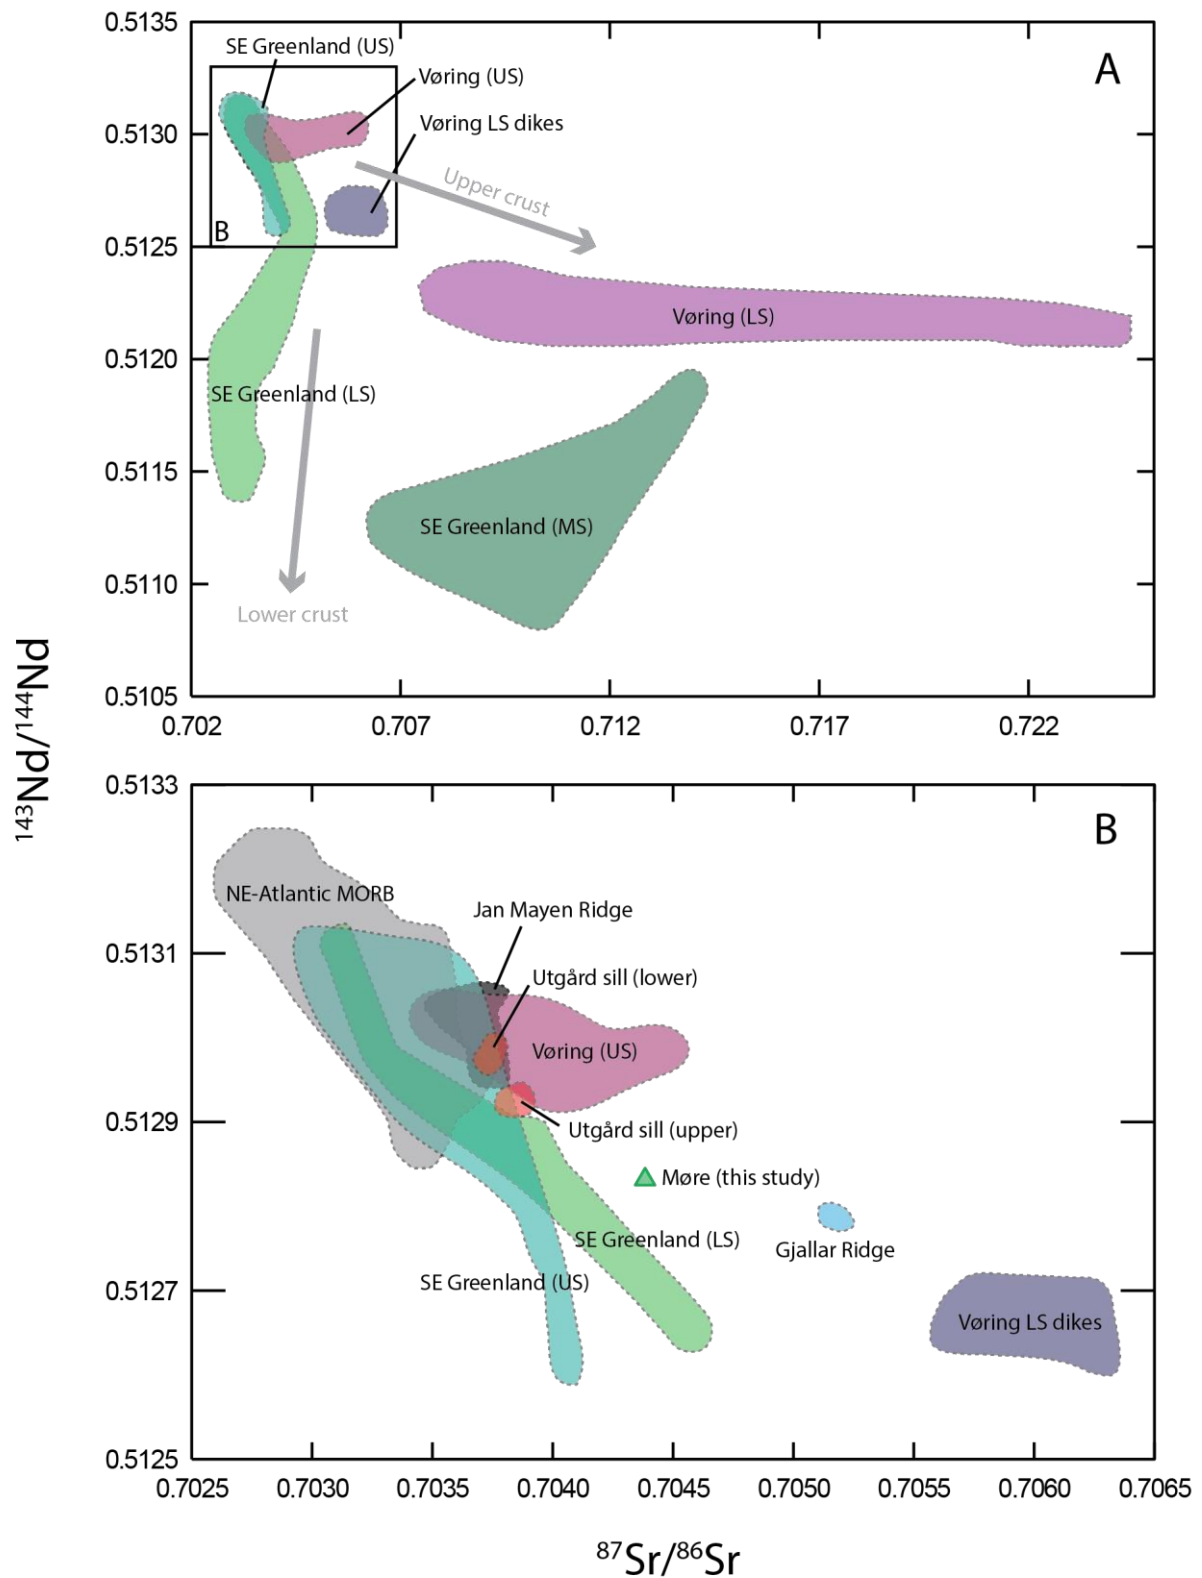 0.5135
SE Greenland (US)
A
Vøring (US)
Vøring LS dikes
0.5130
Upper crust
B
0.5125
Vøring (LS)
0.5120
SE Greenland (LS)
0.5115
SE Greenland (MS)
0.5110
Lower crust
0.5105
0.702
0.707
0.712
0.717
0.722
143Nd/144Nd
0.5133
B
NE-Atlantic MORB
Jan Mayen Ridge
0.5131
Utgård sill (lower)
Vøring (US)
0.5129
Utgård sill (upper)
Møre (this study)
SE Greenland (LS)
Gjallar Ridge
SE Greenland (US)
0.5127
Vøring LS dikes
0.5125
0.7025
0.7030
0.7035
0.7040
0.7045
0.7050
0.7055
0.7060
0.7065
87Sr/86Sr